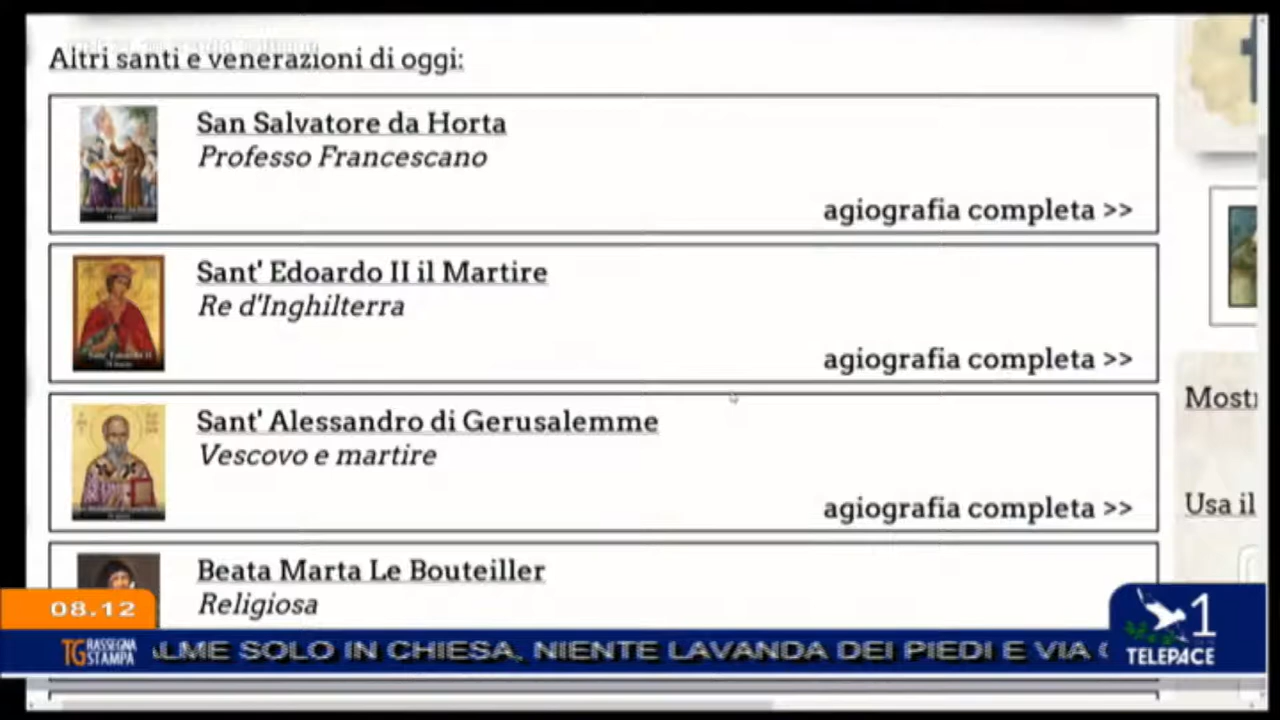 Altri santi e venerazioni di oggi:
San Salvatore da Horta
Professo Francescano
agiografia completa >>
Sant' Edoardo II il Martire
Re d'Inghilterra
agiografia completa >>
Sant' Alessandro di Gerusalemme
Vescovo e martire
agiografia completa >>
Mostr
Usa il
Beata Marta Le Bouteiller
Religiosa
08.12
1
TELEPACE
TG RASSEGNA
STAMPA
ALME SOLO IN CHIESA, NIENTE LAVANDA DEI PIEDI E VIA